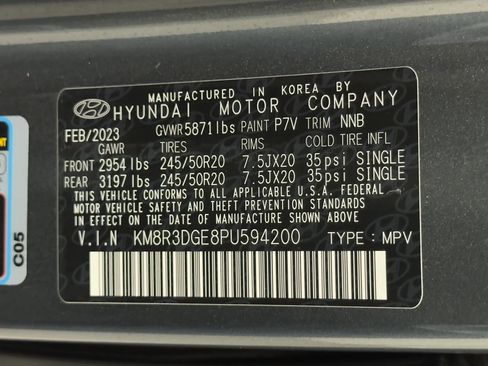 MANUFACTURED IN KOREA BY
HYUNDAI MOTOR COMPANY
FEB/2023 GVWR5871lbs PAINT P7V TRIM NNB
GAWR TIRES RIMS COLD TIRE INFL
FRONT 2954 lbs 245/50R20 7.5JX20 35psi SINGLE
REAR 3197 lbs 245/50R20 7.5JX20 35psi SINGLE
THIS VEHICLE CONFORMS TO ALL APPLICABLE U.S.A. FEDERAL
MOTOR VEHICLE SAFETY, BUMPER, AND THEFT PREVENTION STANDARDS
IN EFFECT ON THE DATE OF MANUFACTURE SHOWN ABOVE.
V.I.N KM8R3DGE8PU594200 TYPE : MPV
C05